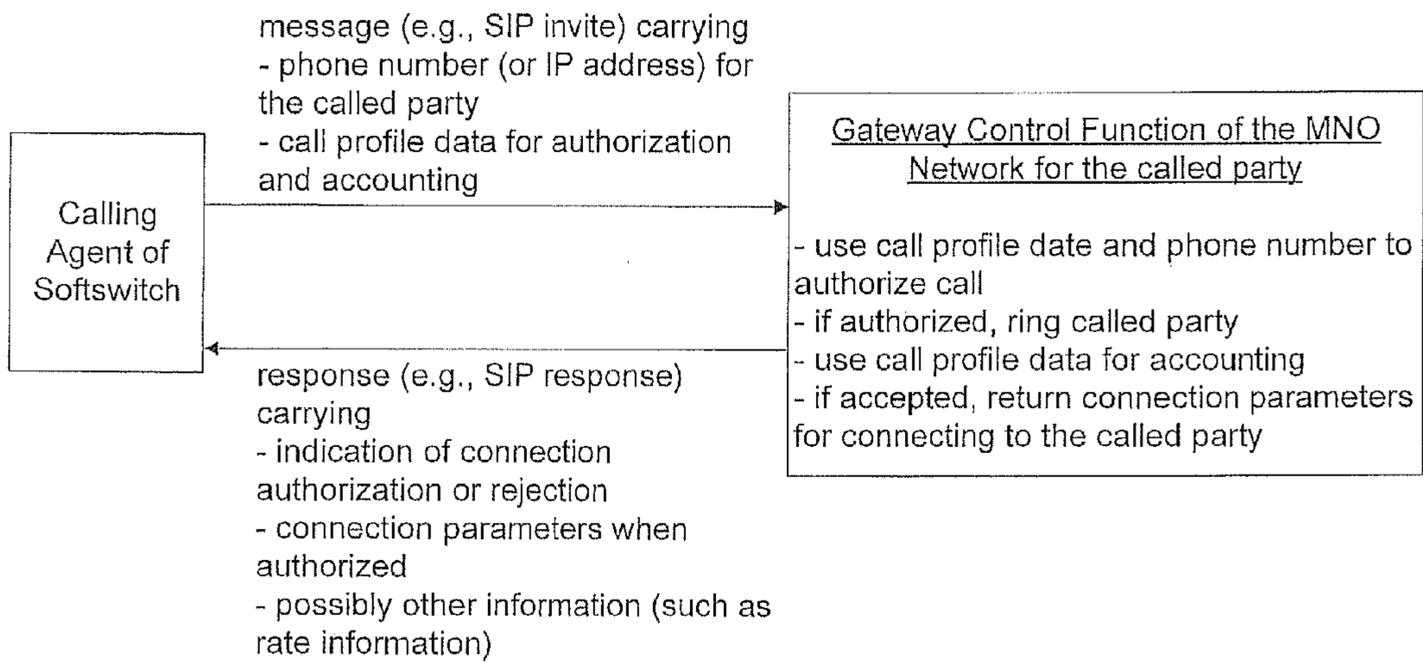 message (e.g., SIP invite) carrying
- phone number (or IP address) for
the called party
- call profile data for authorization
and accounting
Calling
Agent of
Softswitch
Gateway Control Function of the MNO
Network for the called party
- use call profile date and phone number to
authorize call
- if authorized, ring called party
- use call profile data for accounting
- if accepted, return connection parameters
for connecting to the called party
response (e.g., SIP response)
carrying
- indication of connection
authorization or rejection
- connection parameters when
authorized
- possibly other information (such as
rate information)